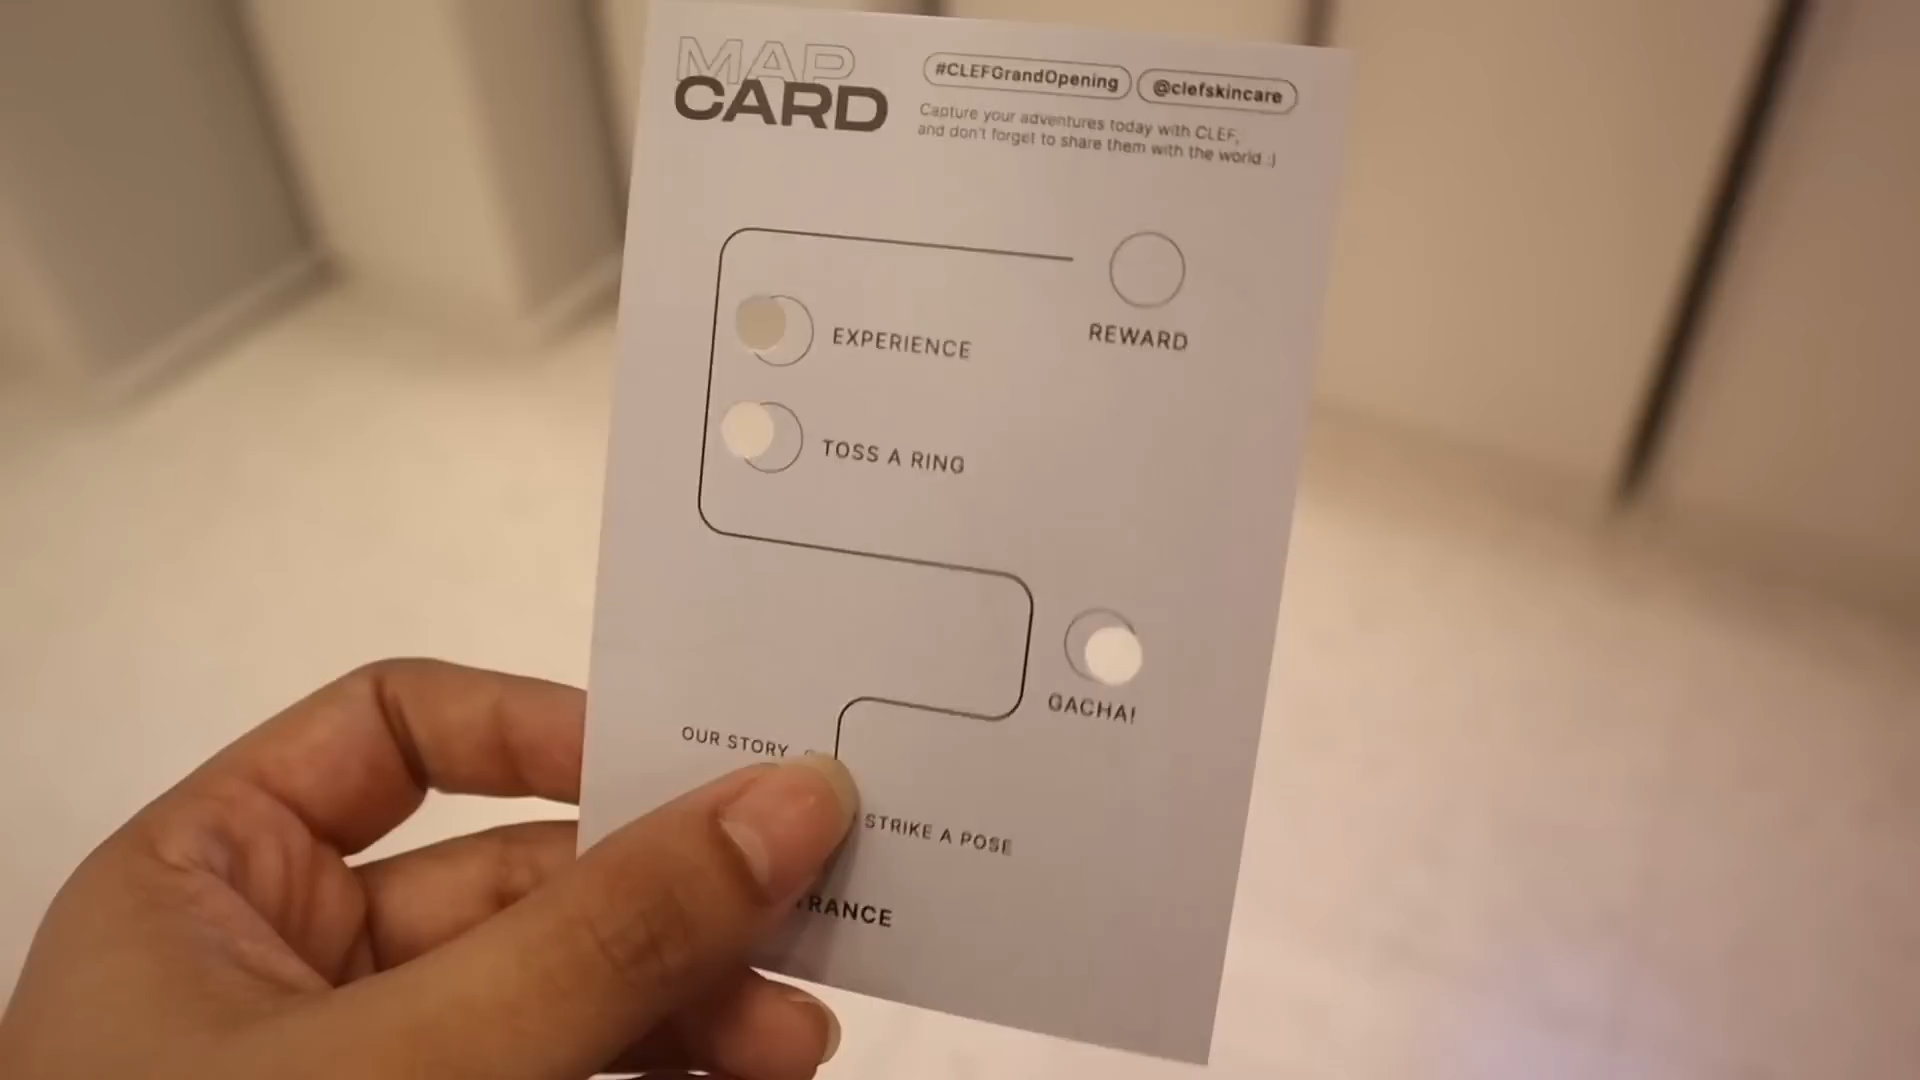 MAP
CARD
#CLEFGrandOpening
@clefskincare
Capture your adventures today with CLEF,
and don't forget to share them with the world :)
REWARD
EXPERIENCE
TOSS A RING
GACHA!
OUR STORY
STRIKE A POSE
TRANCE